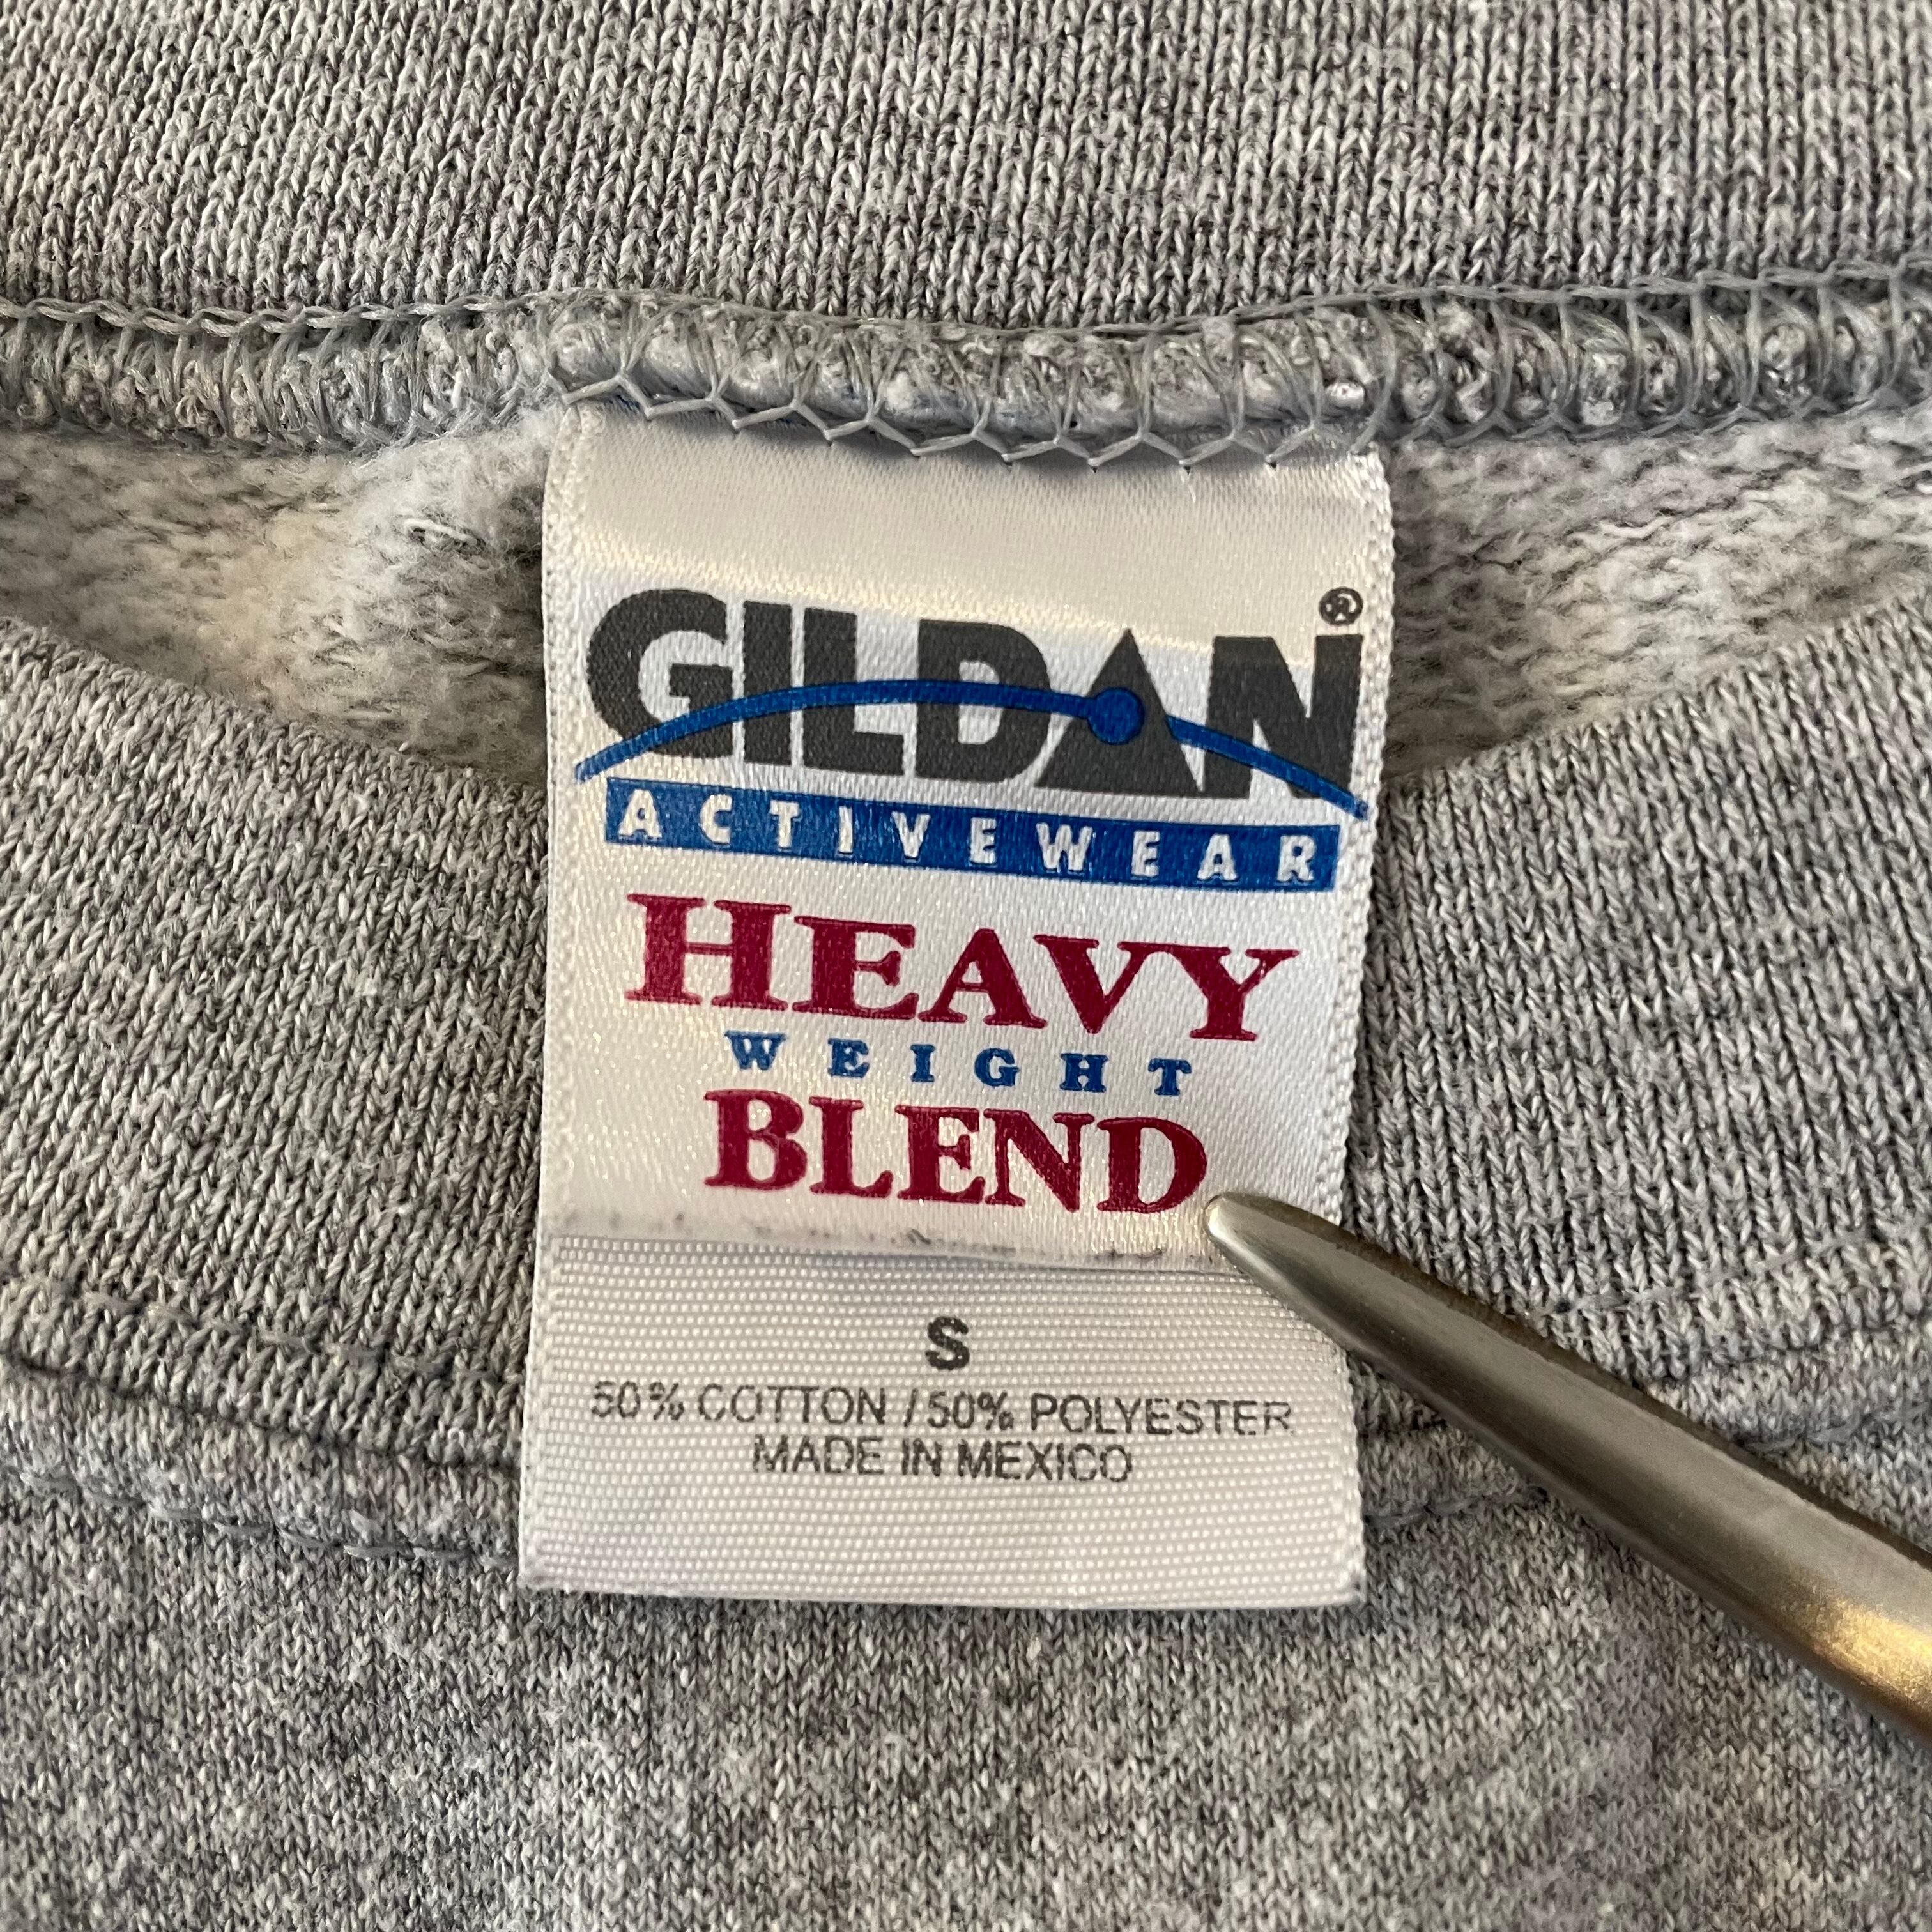 GILDAN®
ACTIVEWEAR
HEAVY
WEIGHT
BLEND
S
50% COTTON / 50% POLYESTER
MADE IN MEXICO